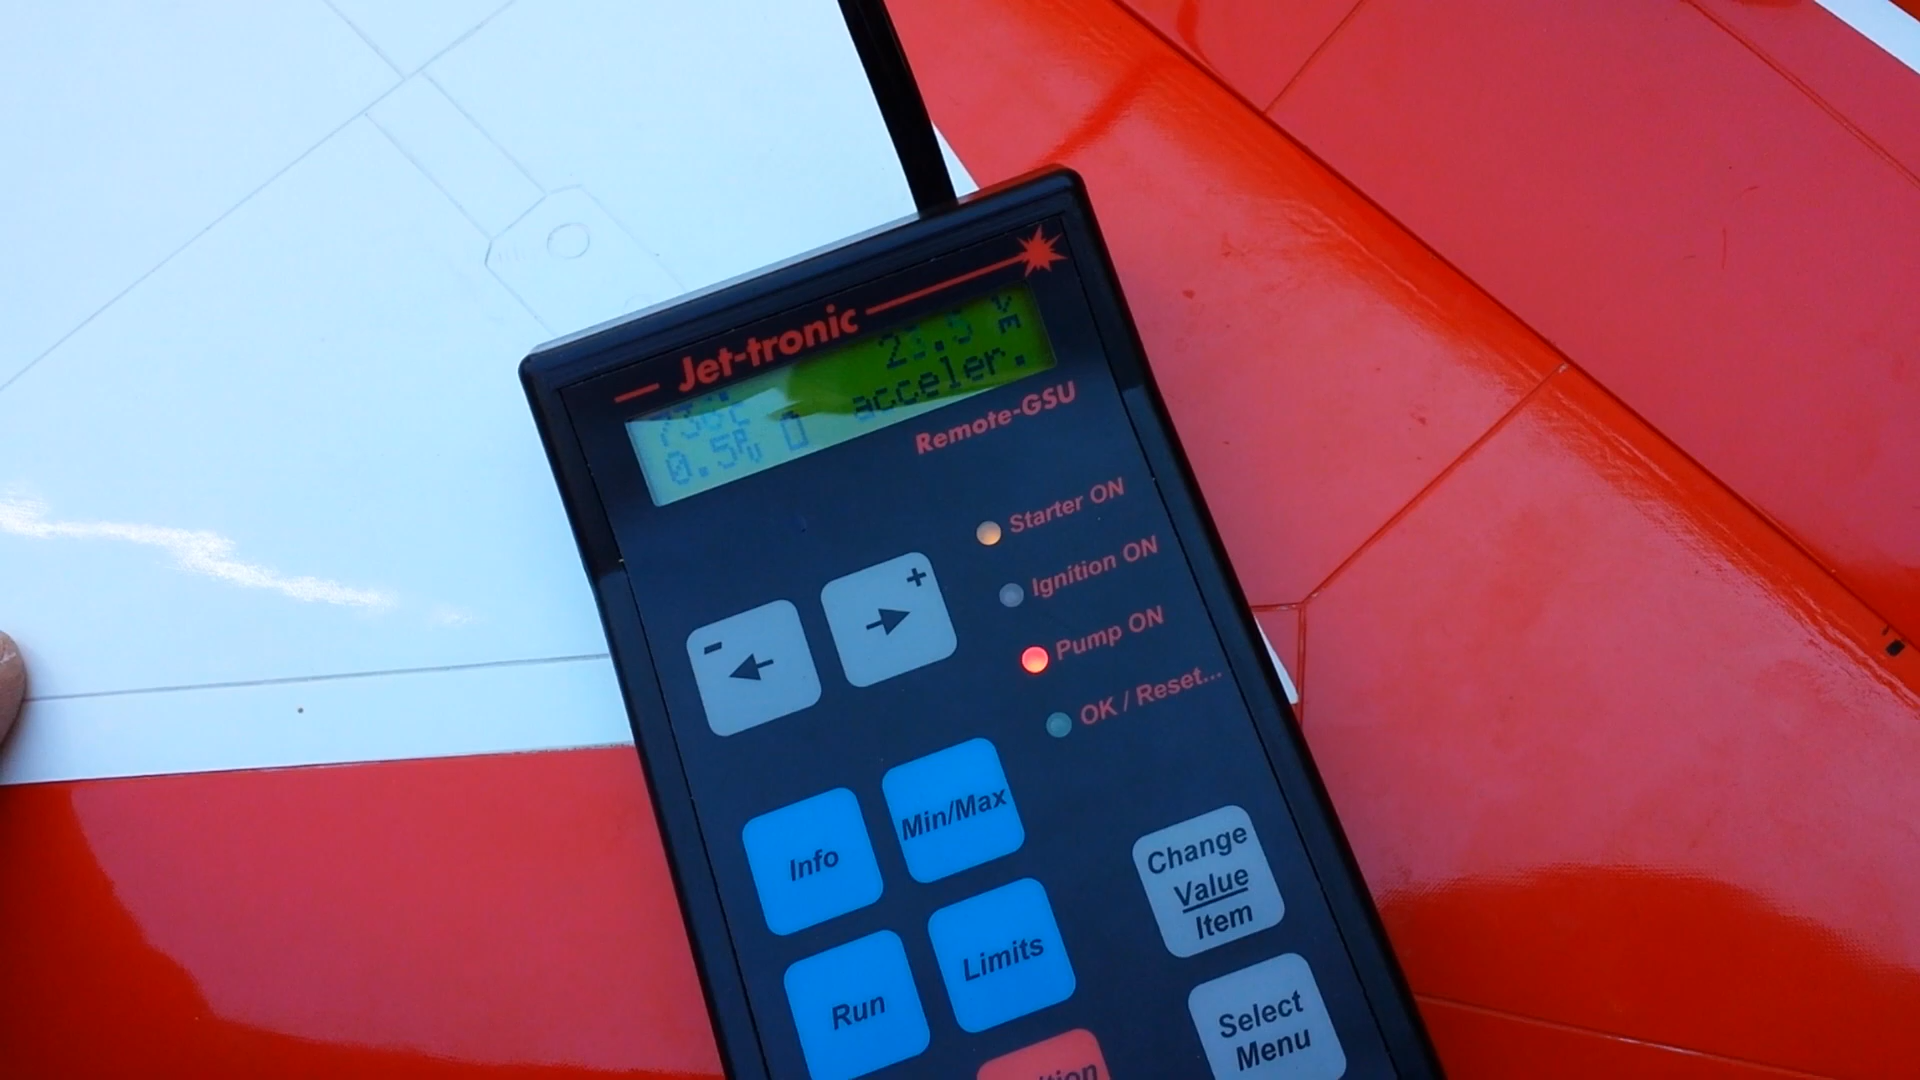 Jet-tronic
acceler.
Remote-GSU
Starter ON
Ignition ON
Pump ON
OK / Reset...
- +
Info
Min/Max
Change
Value
Item
Run
Limits
Select
Menu